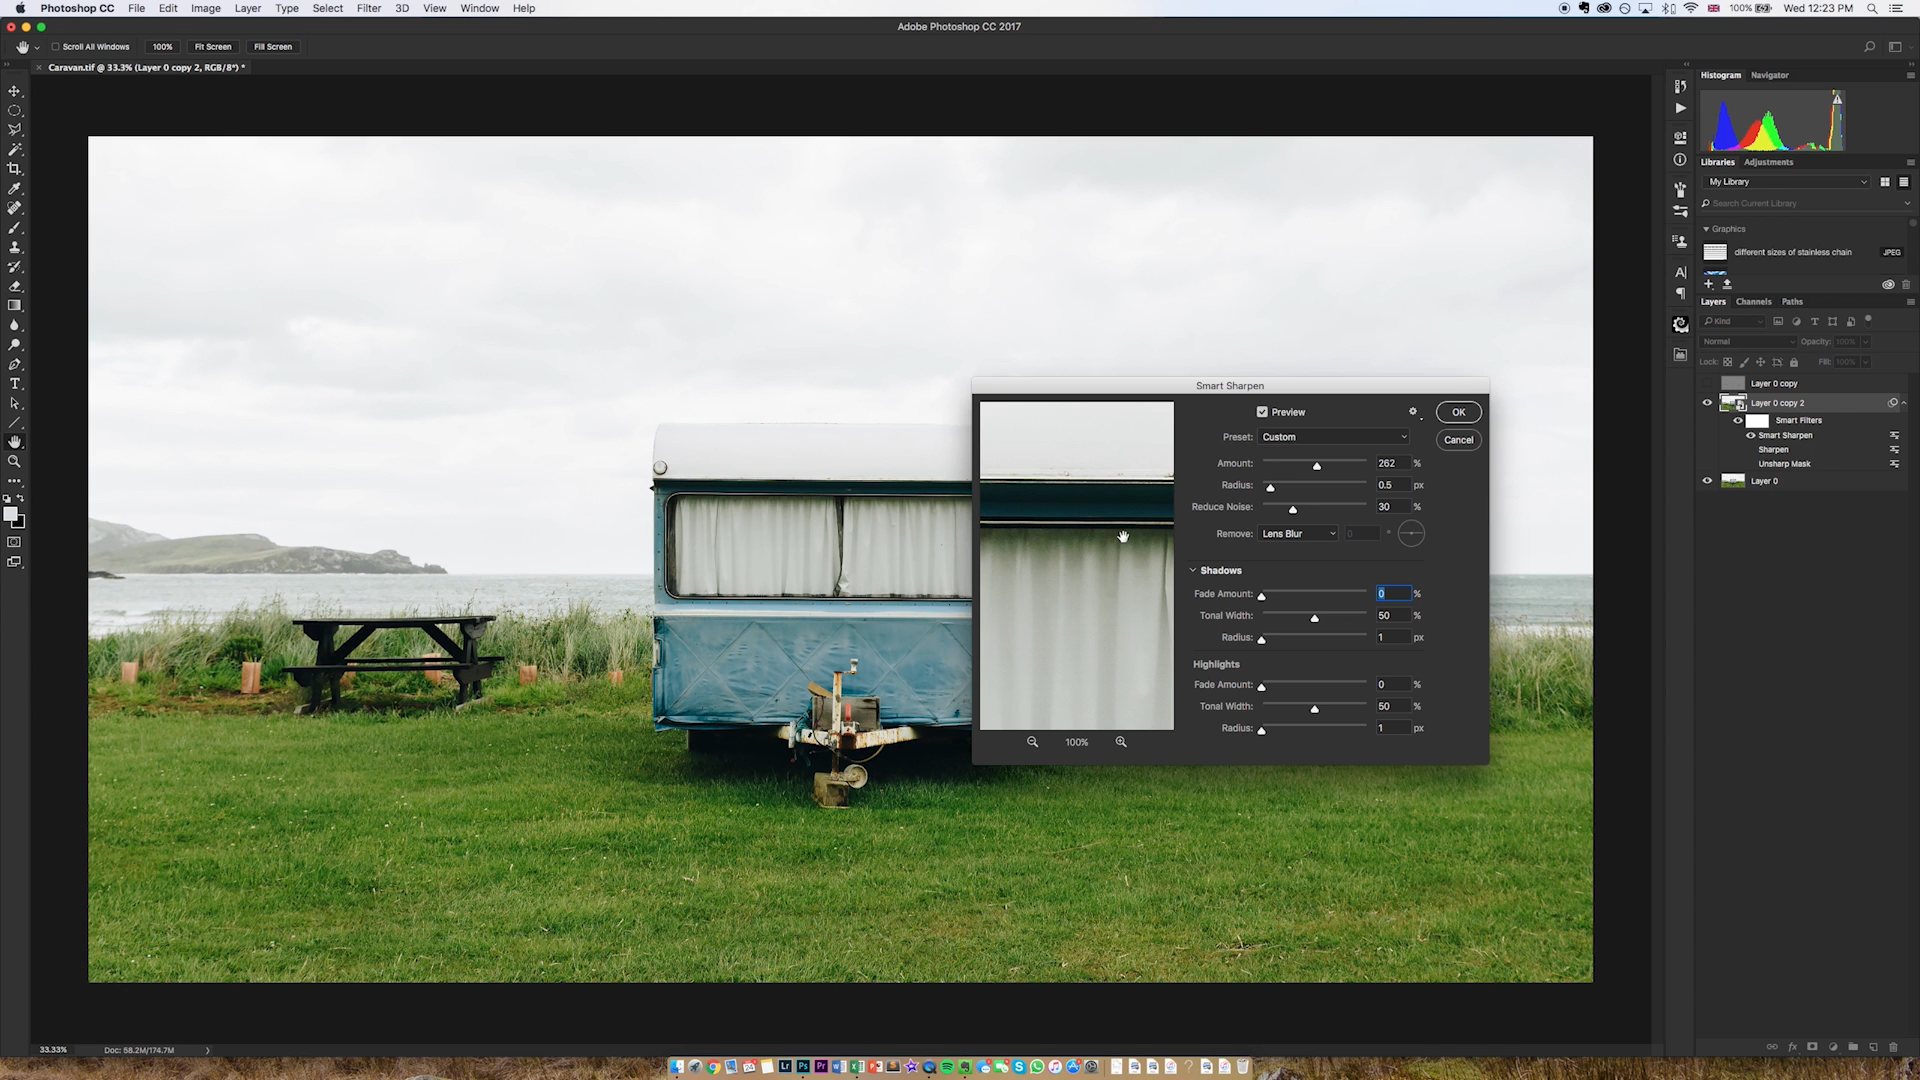 Photoshop CC File Edit Image Layer Type Select Filter 3D View Window Help
100% Wed 12:23 PM
Adobe Photoshop CC 2017
Scroll All Windows 100% Fit Screen Fill Screen
Caravan.tif @ 33.3% (Layer 0 copy 2, RGB/8*) *
Histogram Navigator
Libraries Adjustments
My Library
Search Current Library
Graphics
different sizes of stainless chain JPEG
Layers Channels Paths
Kind
Normal Opacity: 100%
Lock: Fill: 100%
Layer 0 copy
Layer 0 copy 2
Smart Filters
Smart Sharpen
Sharpen
Unsharp Mask
Layer 0
Smart Sharpen
Preview OK
Preset: Custom Cancel
Amount: 262 %
Radius: 0.5 px
Reduce Noise: 30 %
Remove: Lens Blur 0 °
Shadows
Fade Amount: 0 %
Tonal Width: 50 %
Radius: 1 px
Highlights
Fade Amount: 0 %
Tonal Width: 50 %
Radius: 1 px
100%
33.33% Doc: 58.2M/174.7M
Lr Ps Pr